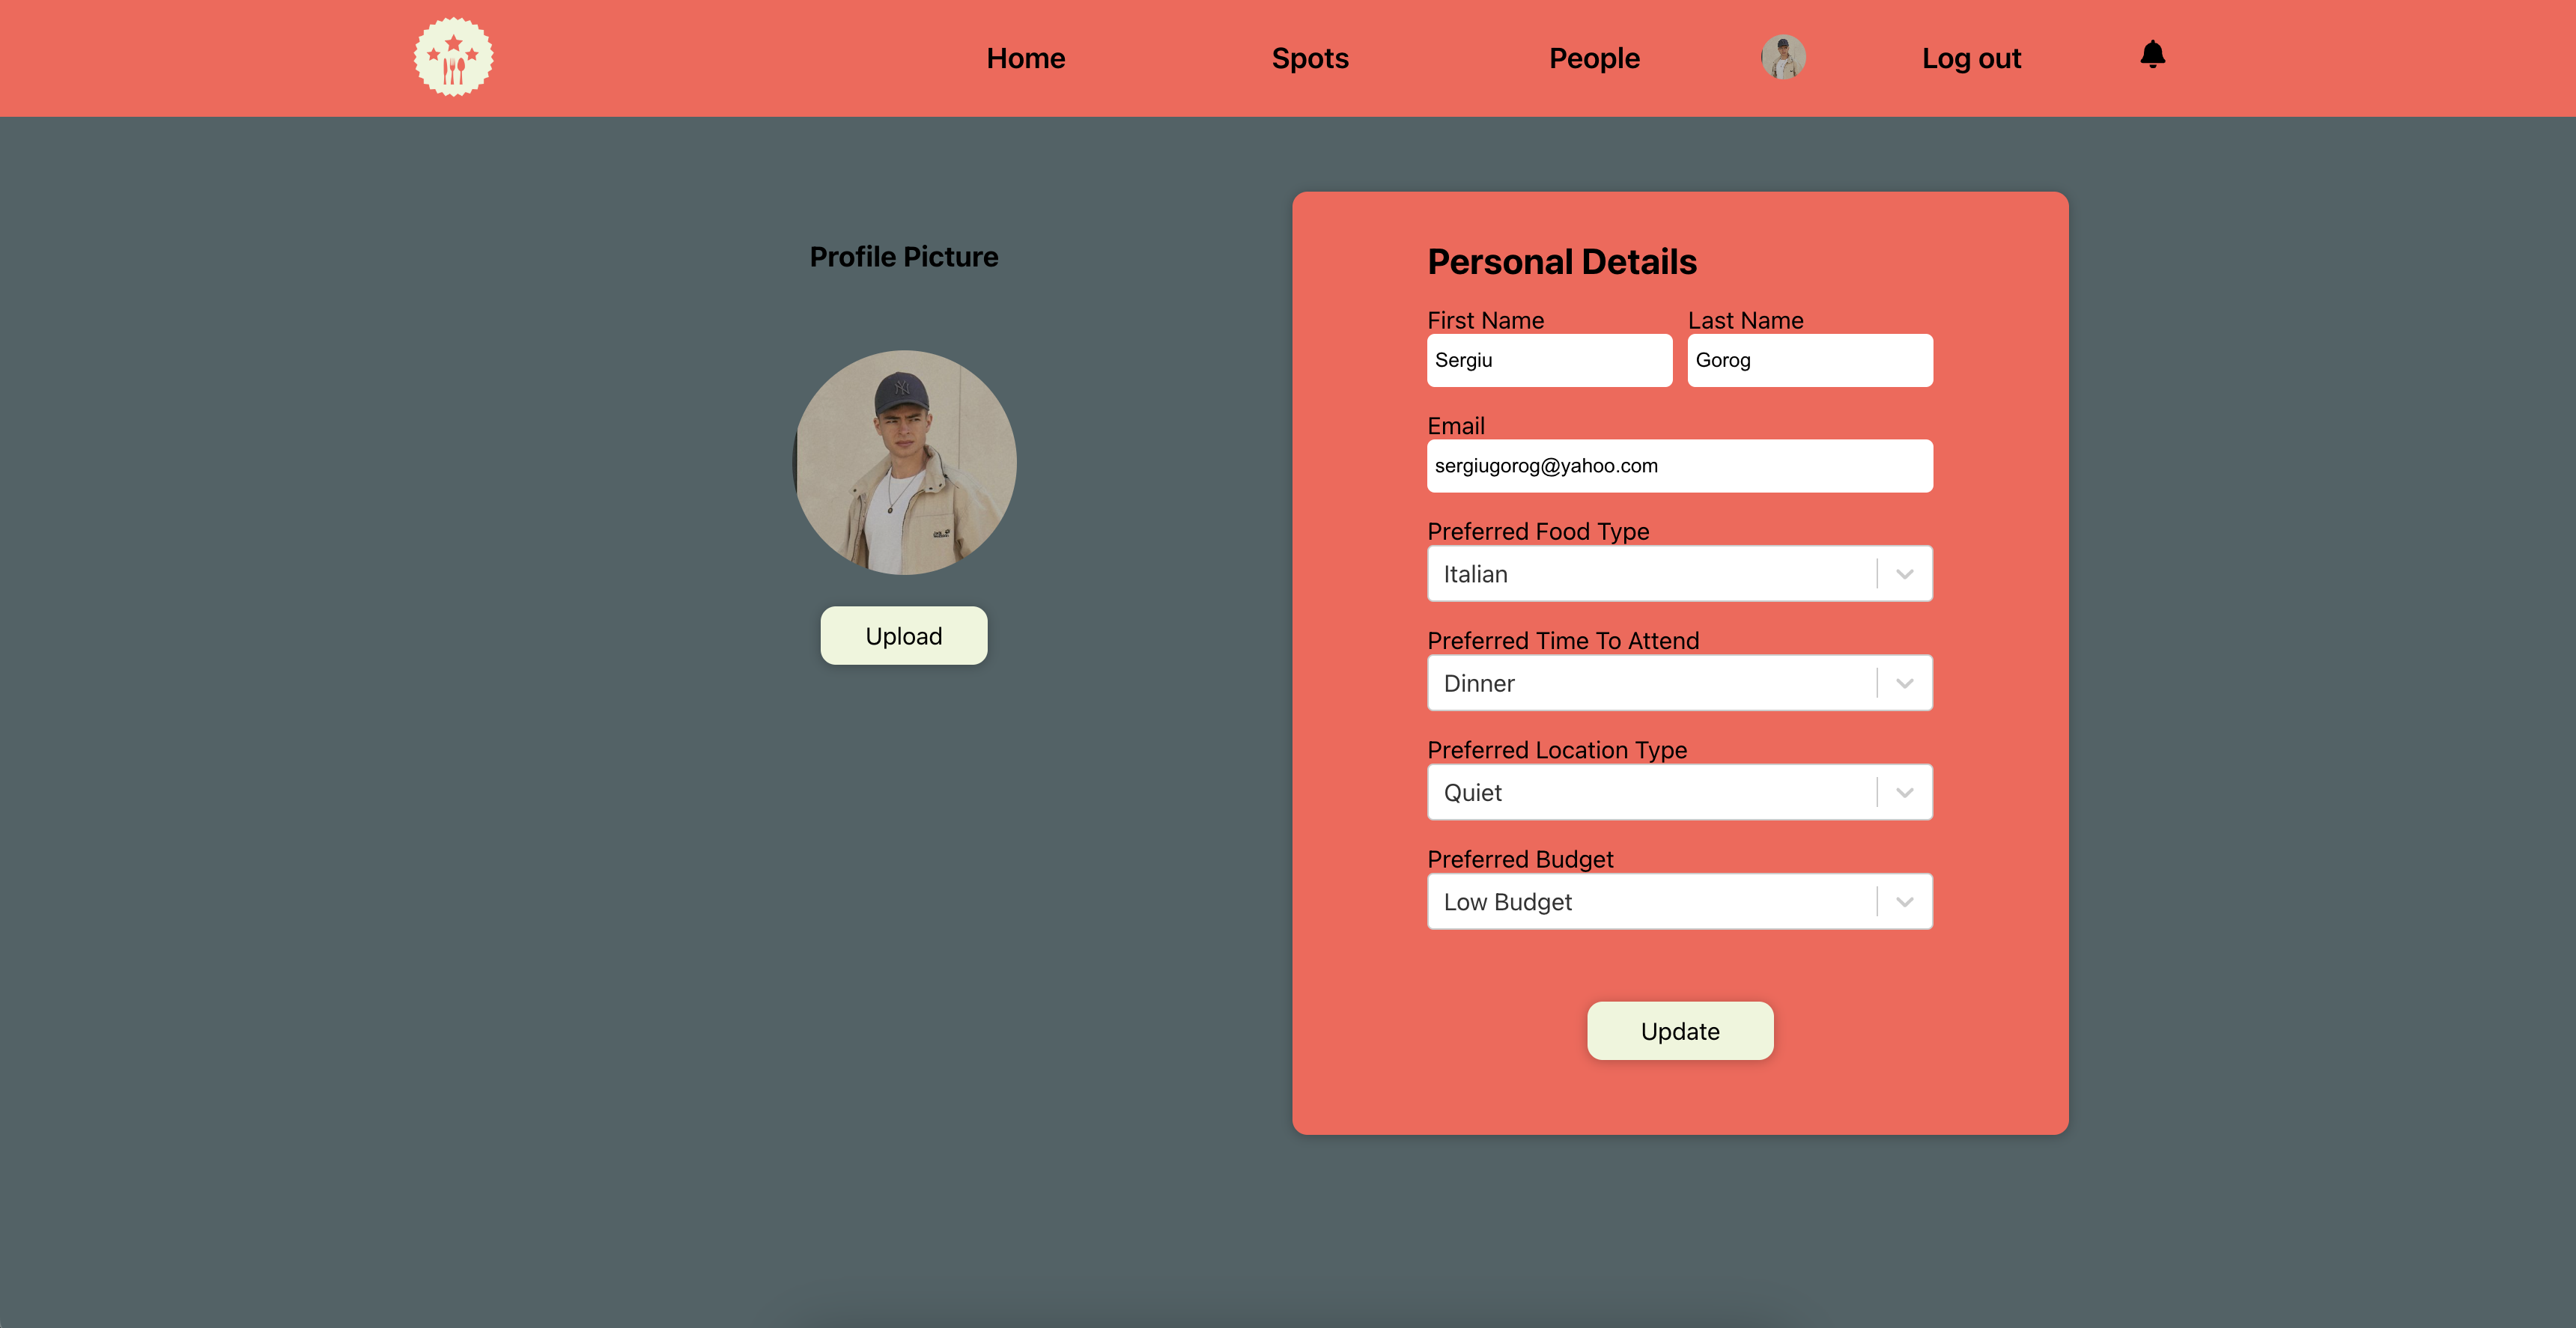 Home Spots People Log out
Profile Picture
Upload
Personal Details
First Name Last Name
Sergiu Gorog
Email
sergiugorog@yahoo.com
Preferred Food Type
Italian
Preferred Time To Attend
Dinner
Preferred Location Type
Quiet
Preferred Budget
Low Budget
Update